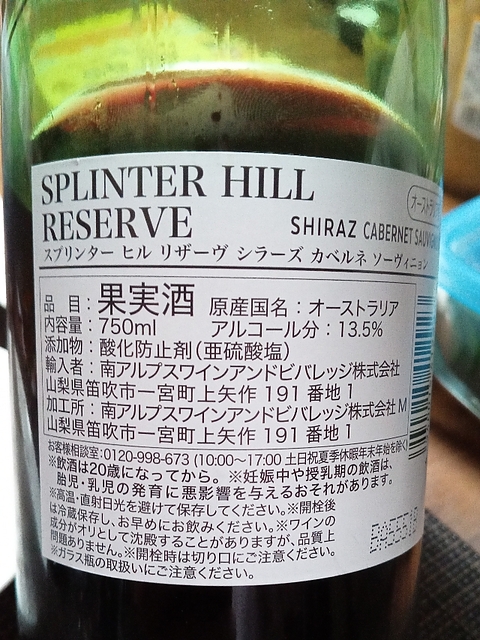 SPLINTER HILL
RESERVE
オーストラ
SHIRAZ CABERNET SAUVIG
スプリンター ヒル リザーヴ シラーズ カベルネ ソーヴィニョン
品 目：果実酒 原産国名：オーストラリア
内容量：750ml アルコール分：13.5%
添加物：酸化防止剤(亜硫酸塩)
輸入者：南アルプスワインアンドビバレッジ株式会社
山梨県笛吹市一宮町上矢作 191 番地 1
加工所：南アルプスワインアンドビバレッジ株式会社 M
山梨県笛吹市一宮町上矢作 191 番地 1
お客様相談室:0120-998-673 (10:00〜17:00 土日祝夏季休暇年末年始を除く
※飲酒は20歳になってから。※妊娠中や授乳期の飲酒は、
胎児・乳児の発育に悪影響を与えるおそれがあります。
※高温・直射日光を避けて保存してください。※開栓後
は冷蔵保存し、お早めにお飲みください。※ワインの
成分がオリとして沈殿することがありますが、品質上
問題ありません。※開栓時は切り口にご注意ください。
※ガラス瓶の取扱いにご注意ください。